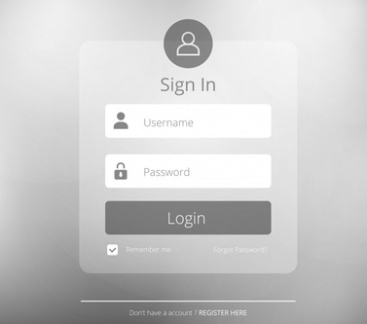 Sign In
Username
Password
Login
Remember me Forgot Password?
Don't have a account / REGISTER HERE